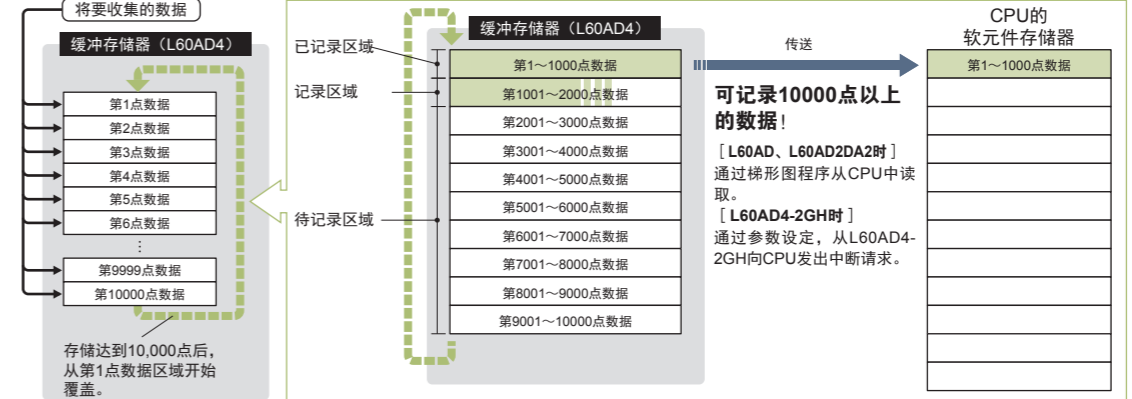 将要收集的数据
缓冲存储器（L60AD4）
第1点数据
第2点数据
第3点数据
第4点数据
第5点数据
第6点数据
⋮
第9999点数据
第10000点数据
存储达到10,000点后，
从第1点数据区域开始
覆盖。
缓冲存储器（L60AD4）
已记录区域
记录区域
待记录区域
第1～1000点数据
第1001～2000点数据
第2001～3000点数据
第3001～4000点数据
第4001～5000点数据
第5001～6000点数据
第6001～7000点数据
第7001～8000点数据
第8001～9000点数据
第9001～10000点数据
传送
可记录10000点以上
的数据！
［L60AD、L60AD2DA2时］
通过梯形图程序从CPU中读
取。
［L60AD4-2GH时］
通过参数设定，从L60AD4-
2GH向CPU发出中断请求。
CPU的
软元件存储器
第1～1000点数据